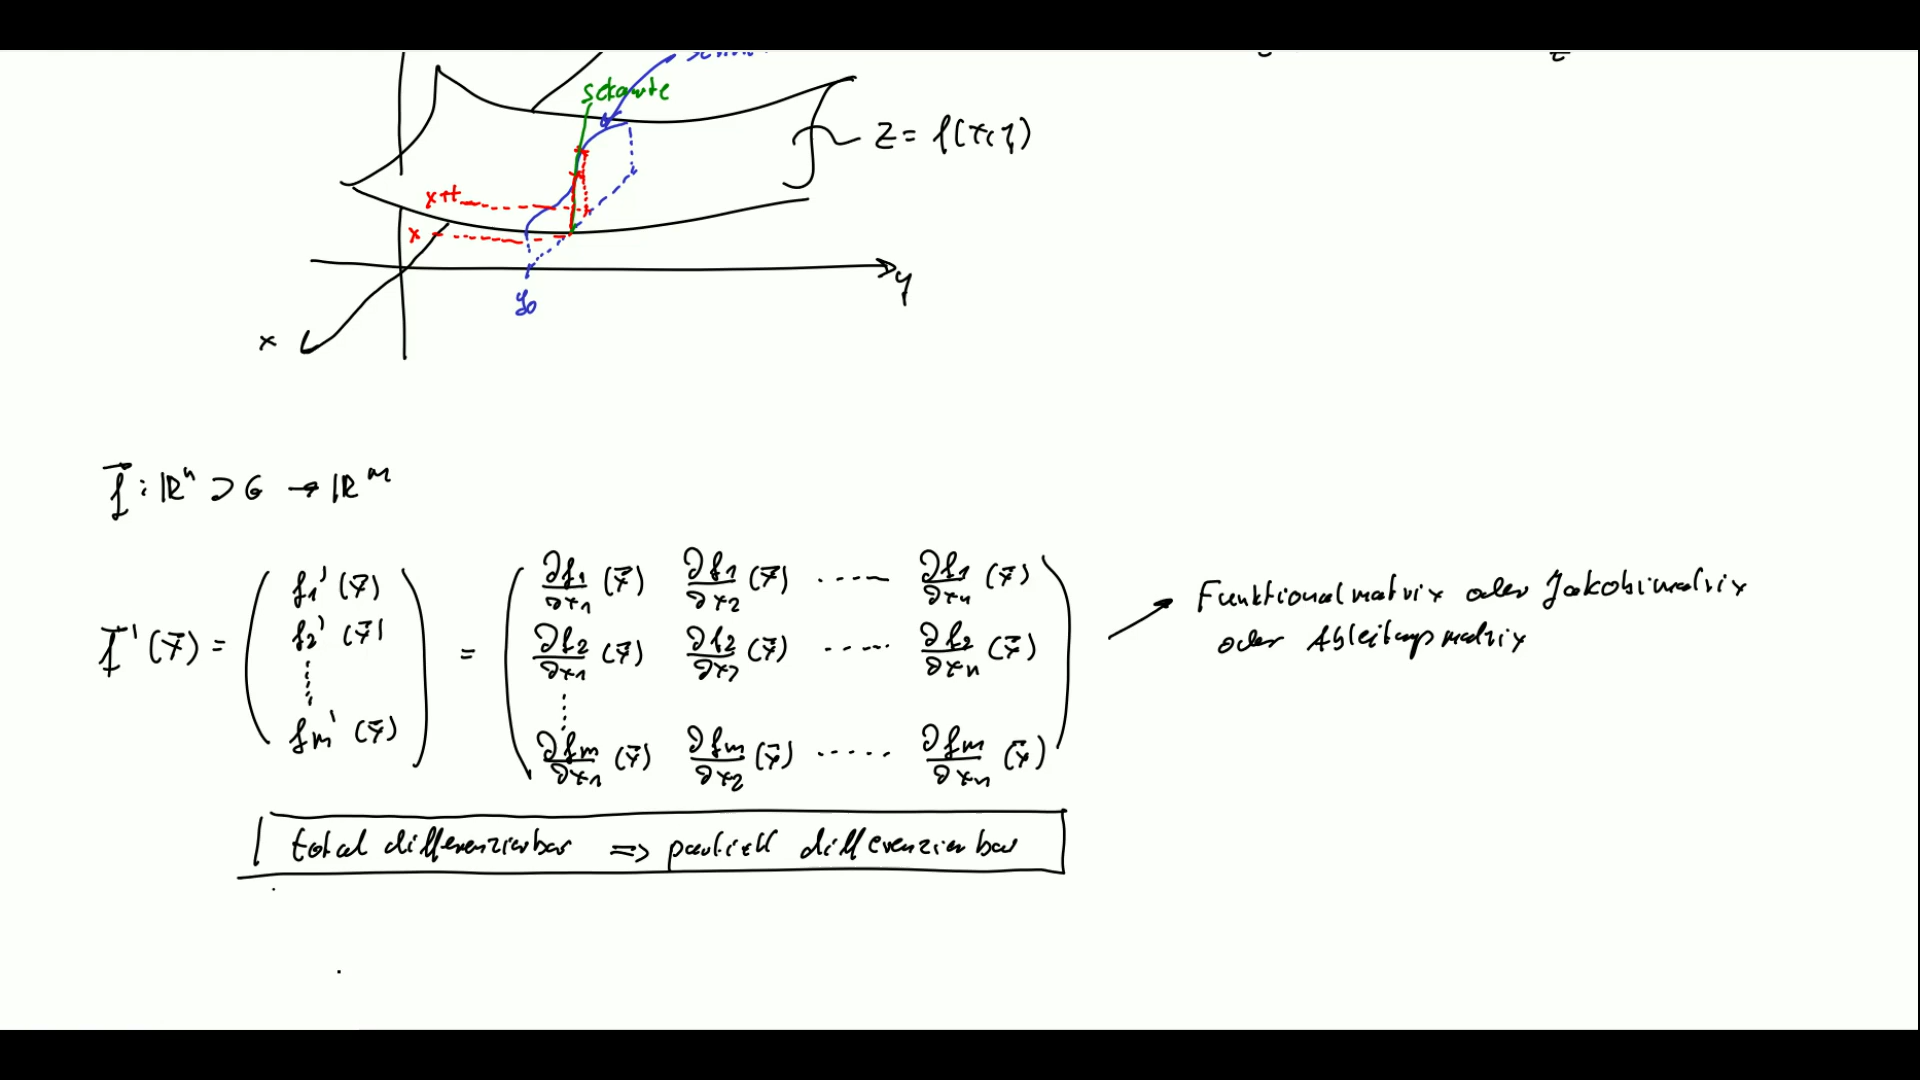 Sekante
z = f(x,y)
x+t
x
y
y₀
x
f⃗ : ℝⁿ ⊃ G → ℝᵐ
f⃗'(x⃗) = ( f₁'(x⃗) f₂'(x⃗) ⋮ fₘ'(x⃗) ) = ( ∂f₁/∂x₁ (x⃗) ∂f₁/∂x₂ (x⃗) ..... ∂f₁/∂xₙ (x⃗)
∂f₂/∂x₁ (x⃗) ∂f₂/∂x₂ (x⃗) ..... ∂f₂/∂xₙ (x⃗)
⋮
∂fₘ/∂x₁ (x⃗) ∂fₘ/∂x₂ (x⃗) ..... ∂fₘ/∂xₙ (x⃗) )
→ Funktionalmatrix oder Jakobimatrix
oder Ableitungsmatrix
total differenzierbar ⇒ partiell differenzierbar